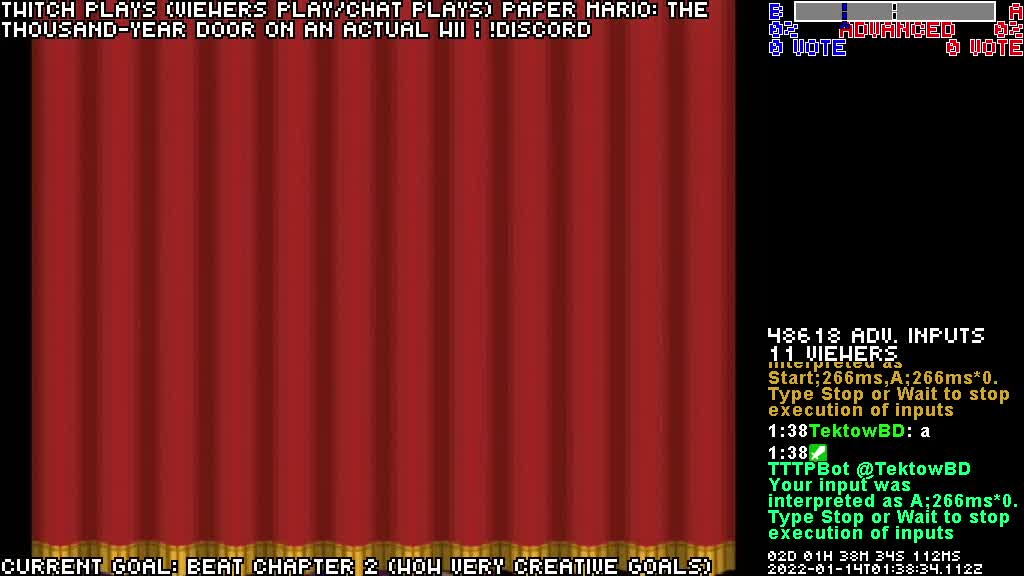 TWITCH PLAYS (VIEWERS PLAY/CHAT PLAYS) PAPER MARIO: THE
THOUSAND-YEAR DOOR ON AN ACTUAL WII | !DISCORD
B A
0% ADVANCED 0%
0 VOTE 0 VOTE
48618 ADV. INPUTS
11 VIEWERS
interpreted as
Start;266ms,A;266ms*0.
Type Stop or Wait to stop
execution of inputs
1:38TektowBD: a
1:38
TTTPBot @TektowBD
Your input was
interpreted as A;266ms*0.
Type Stop or Wait to stop
execution of inputs
02D 01H 38M 34S 112MS
2022-01-14T01:38:34.112Z
CURRENT GOAL: BEAT CHAPTER 2 (WOW VERY CREATIVE GOALS)